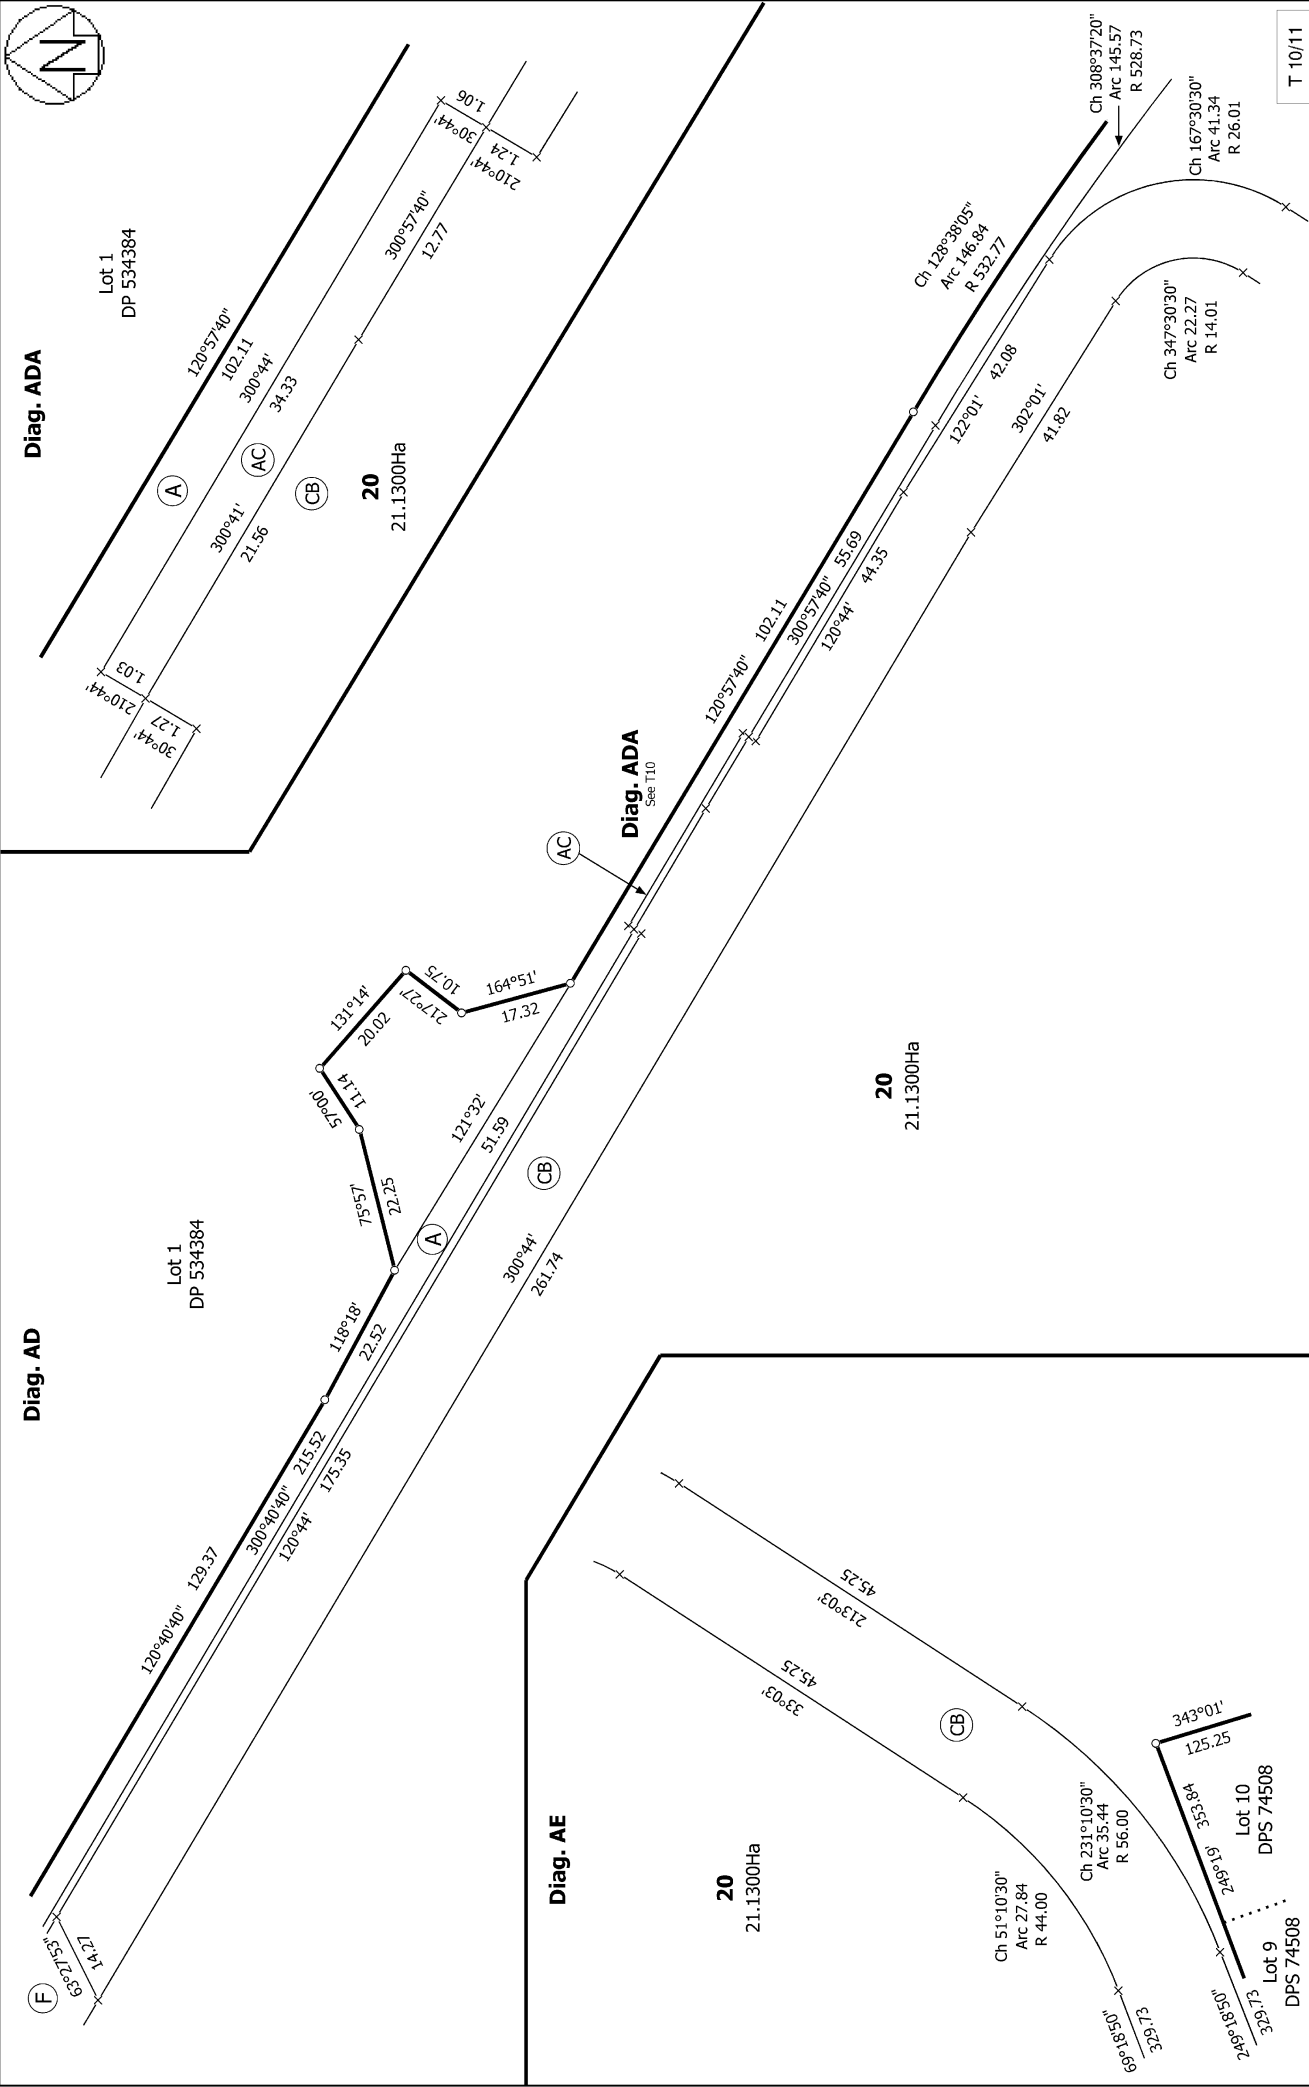 N
T 10/11
Diag. ADA
Lot 1
DP 534384
120°57'40"
102.11
300°44'
34.33
A
AC
CB
300°41'
21.56
300°57'40"
12.77
20
21.1300Ha
1.03
210°44'
1.27
30°44'
1.06
30°44'
1.24
210°44'
Diag. AD
Lot 1
DP 534384
F
63°27'53"
14.27
120°40'40"
129.37
300°40'40"
215.52
120°44'
175.35
118°18'
22.52
75°57'
22.25
57°00'
11.14
131°14'
20.02
217°27'
10.75
164°51'
17.32
121°32'
51.59
A
CB
300°44'
261.74
AC
Diag. ADA
See T10
120°57'40"
102.11
300°57'40"
55.69
120°44'
44.35
122°01'
42.08
302°01'
41.82
Ch 128°38'05"
Arc 146.84
R 532.77
Ch 308°37'20"
Arc 145.57
R 528.73
Ch 167°30'30"
Arc 41.34
R 26.01
Ch 347°30'30"
Arc 22.27
R 14.01
20
21.1300Ha
Diag. AE
20
21.1300Ha
33°03'
45.25
213°03'
45.25
CB
Ch 51°10'30"
Arc 27.84
R 44.00
Ch 231°10'30"
Arc 35.44
R 56.00
69°18'50"
329.73
249°18'50"
329.73
249°19'
353.84
343°01'
125.25
Lot 9
DPS 74508
Lot 10
DPS 74508